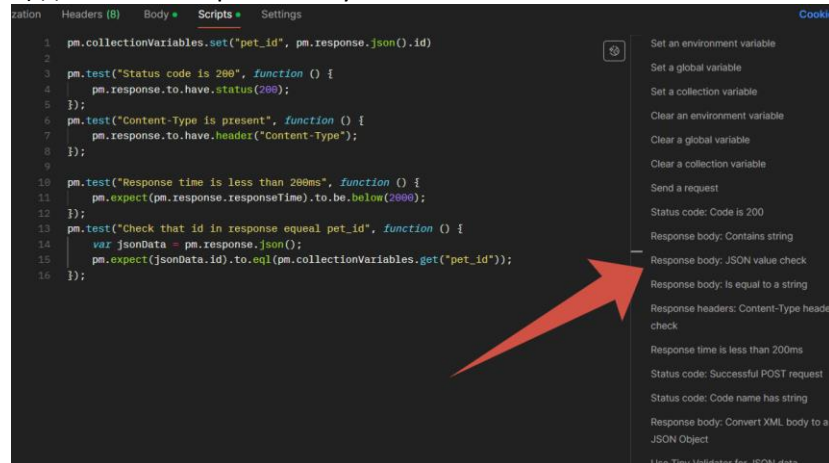 zation Headers (8) Body Scripts Settings Cooki
1 pm.collectionVariables.set("pet_id", pm.response.json().id)
2
3 pm.test("Status code is 200", function () {
4 pm.response.to.have.status(200);
5 });
6 pm.test("Content-Type is present", function () {
7 pm.response.to.have.header("Content-Type");
8 });
9
10 pm.test("Response time is less than 200ms", function () {
11 pm.expect(pm.response.responseTime).to.be.below(2000);
12 });
13 pm.test("Check that id in response equeal pet_id", function () {
14 var jsonData = pm.response.json();
15 pm.expect(jsonData.id).to.eql(pm.collectionVariables.get("pet_id"));
16 });
Set an environment variable
Set a global variable
Set a collection variable
Clear an environment variable
Clear a global variable
Clear a collection variable
Send a request
Status code: Code is 200
Response body: Contains string
Response body: JSON value check
Response body: Is equal to a string
Response headers: Content-Type heade
check
Response time is less than 200ms
Status code: Successful POST request
Status code: Code name has string
Response body: Convert XML body to a
JSON Object
Use Tiny Validator for JSON data